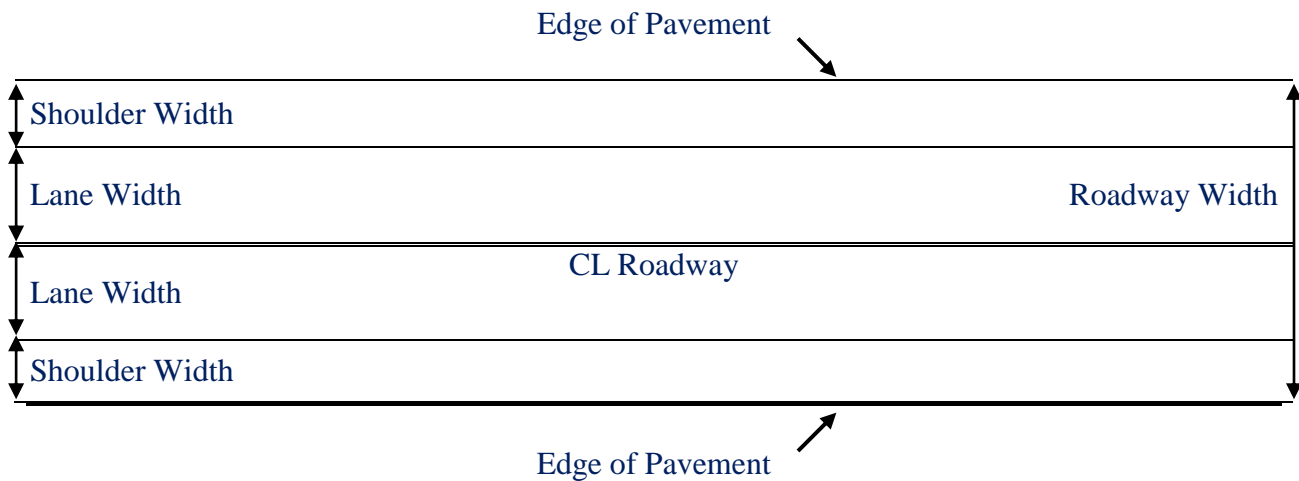 Edge of Pavement
Shoulder Width
Lane Width
Roadway Width
CL Roadway
Lane Width
Shoulder Width
Edge of Pavement